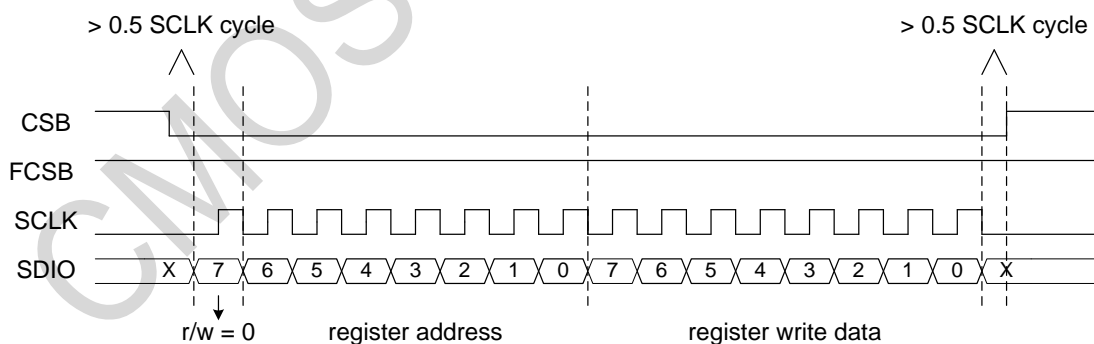 > 0.5 SCLK cycle > 0.5 SCLK cycle
CSB
FCSB
SCLK
SDIO X 7 6 5 4 3 2 1 0 7 6 5 4 3 2 1 0 X
r/w = 0 register address register write data
CMOS